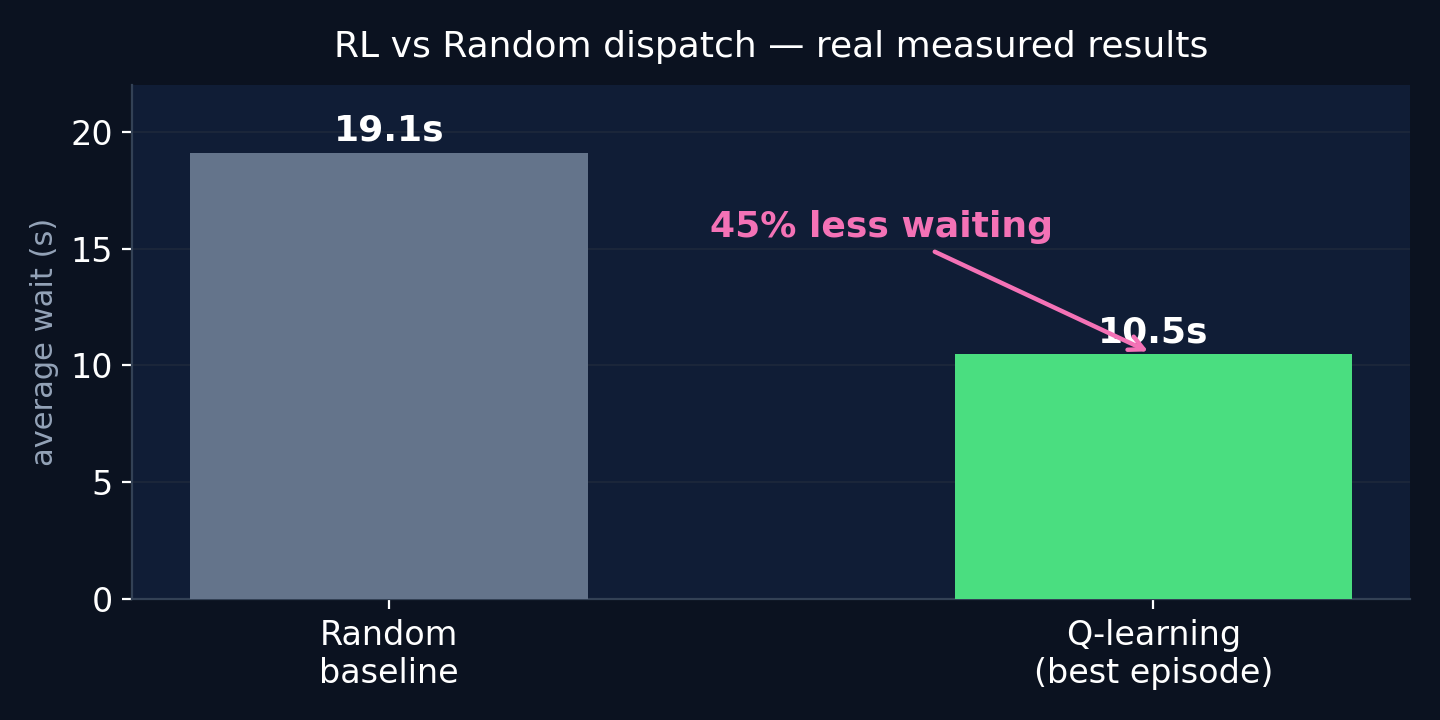 RL vs Random dispatch — real measured results
average wait (s)
20
15
10
5
0
19.1s
45% less waiting
10.5s
Random
baseline
Q-learning
(best episode)